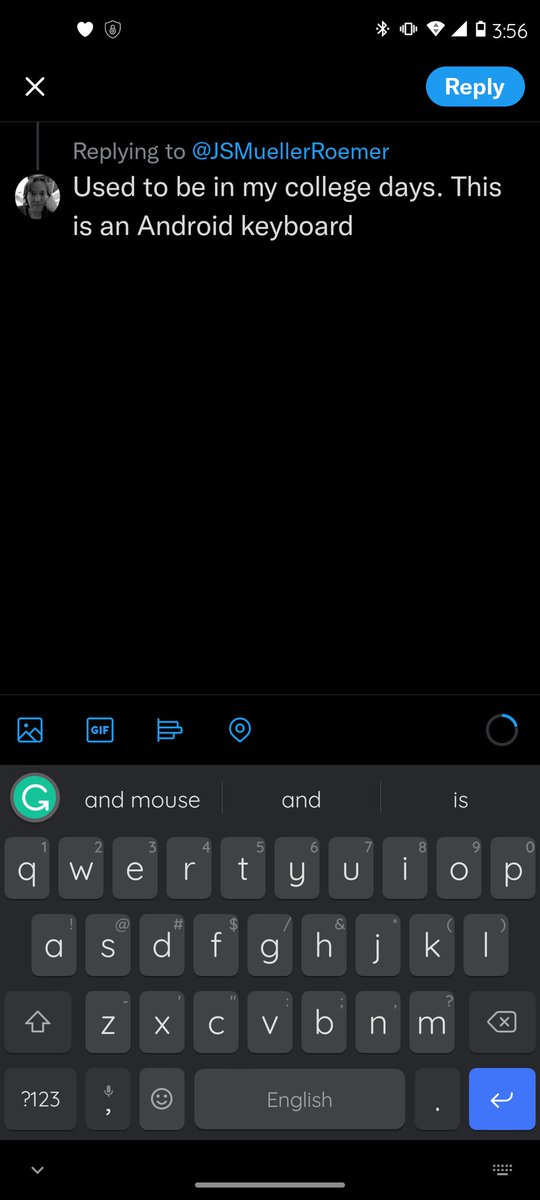 3:56
Reply
Replying to @JSMuellerRoemer
Used to be in my college days. This
is an Android keyboard
GIF
and mouse and is
1 2 3 4 5 6 7 8 9 0
q w e r t y u i o p
! @ # $ / & * ( )
a s d f g h j k l
- ' " : ; , ?
z x c v b n m
?123 , English .